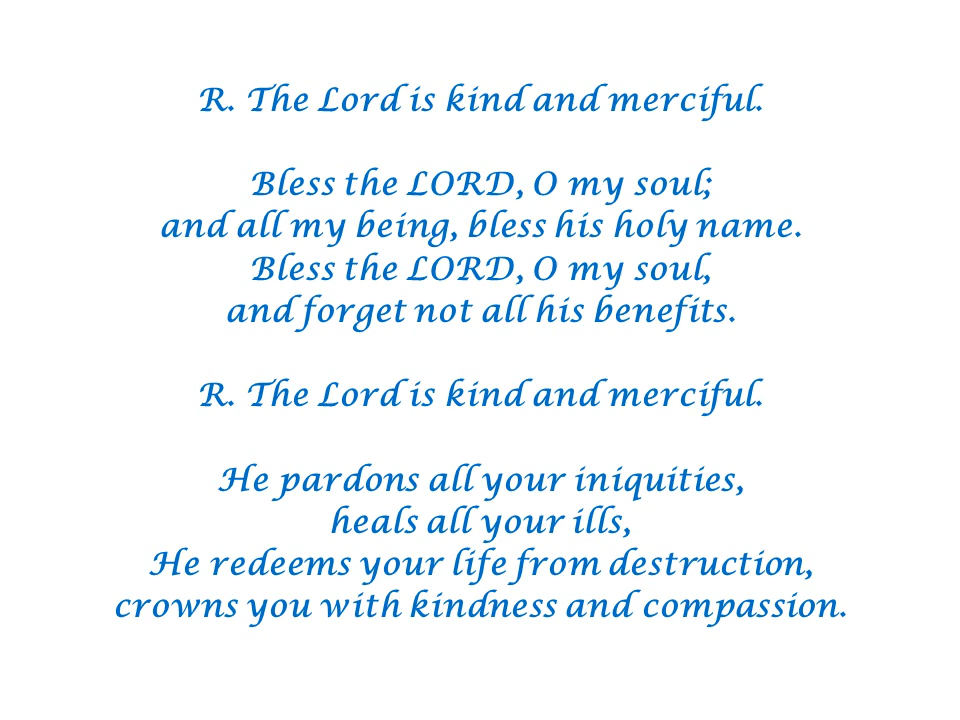 R. The Lord is kind and merciful.
Bless the LORD, O my soul;
and all my being, bless his holy name.
Bless the LORD, O my soul,
and forget not all his benefits.
R. The Lord is kind and merciful.
He pardons all your iniquities,
heals all your ills,
He redeems your life from destruction,
crowns you with kindness and compassion.